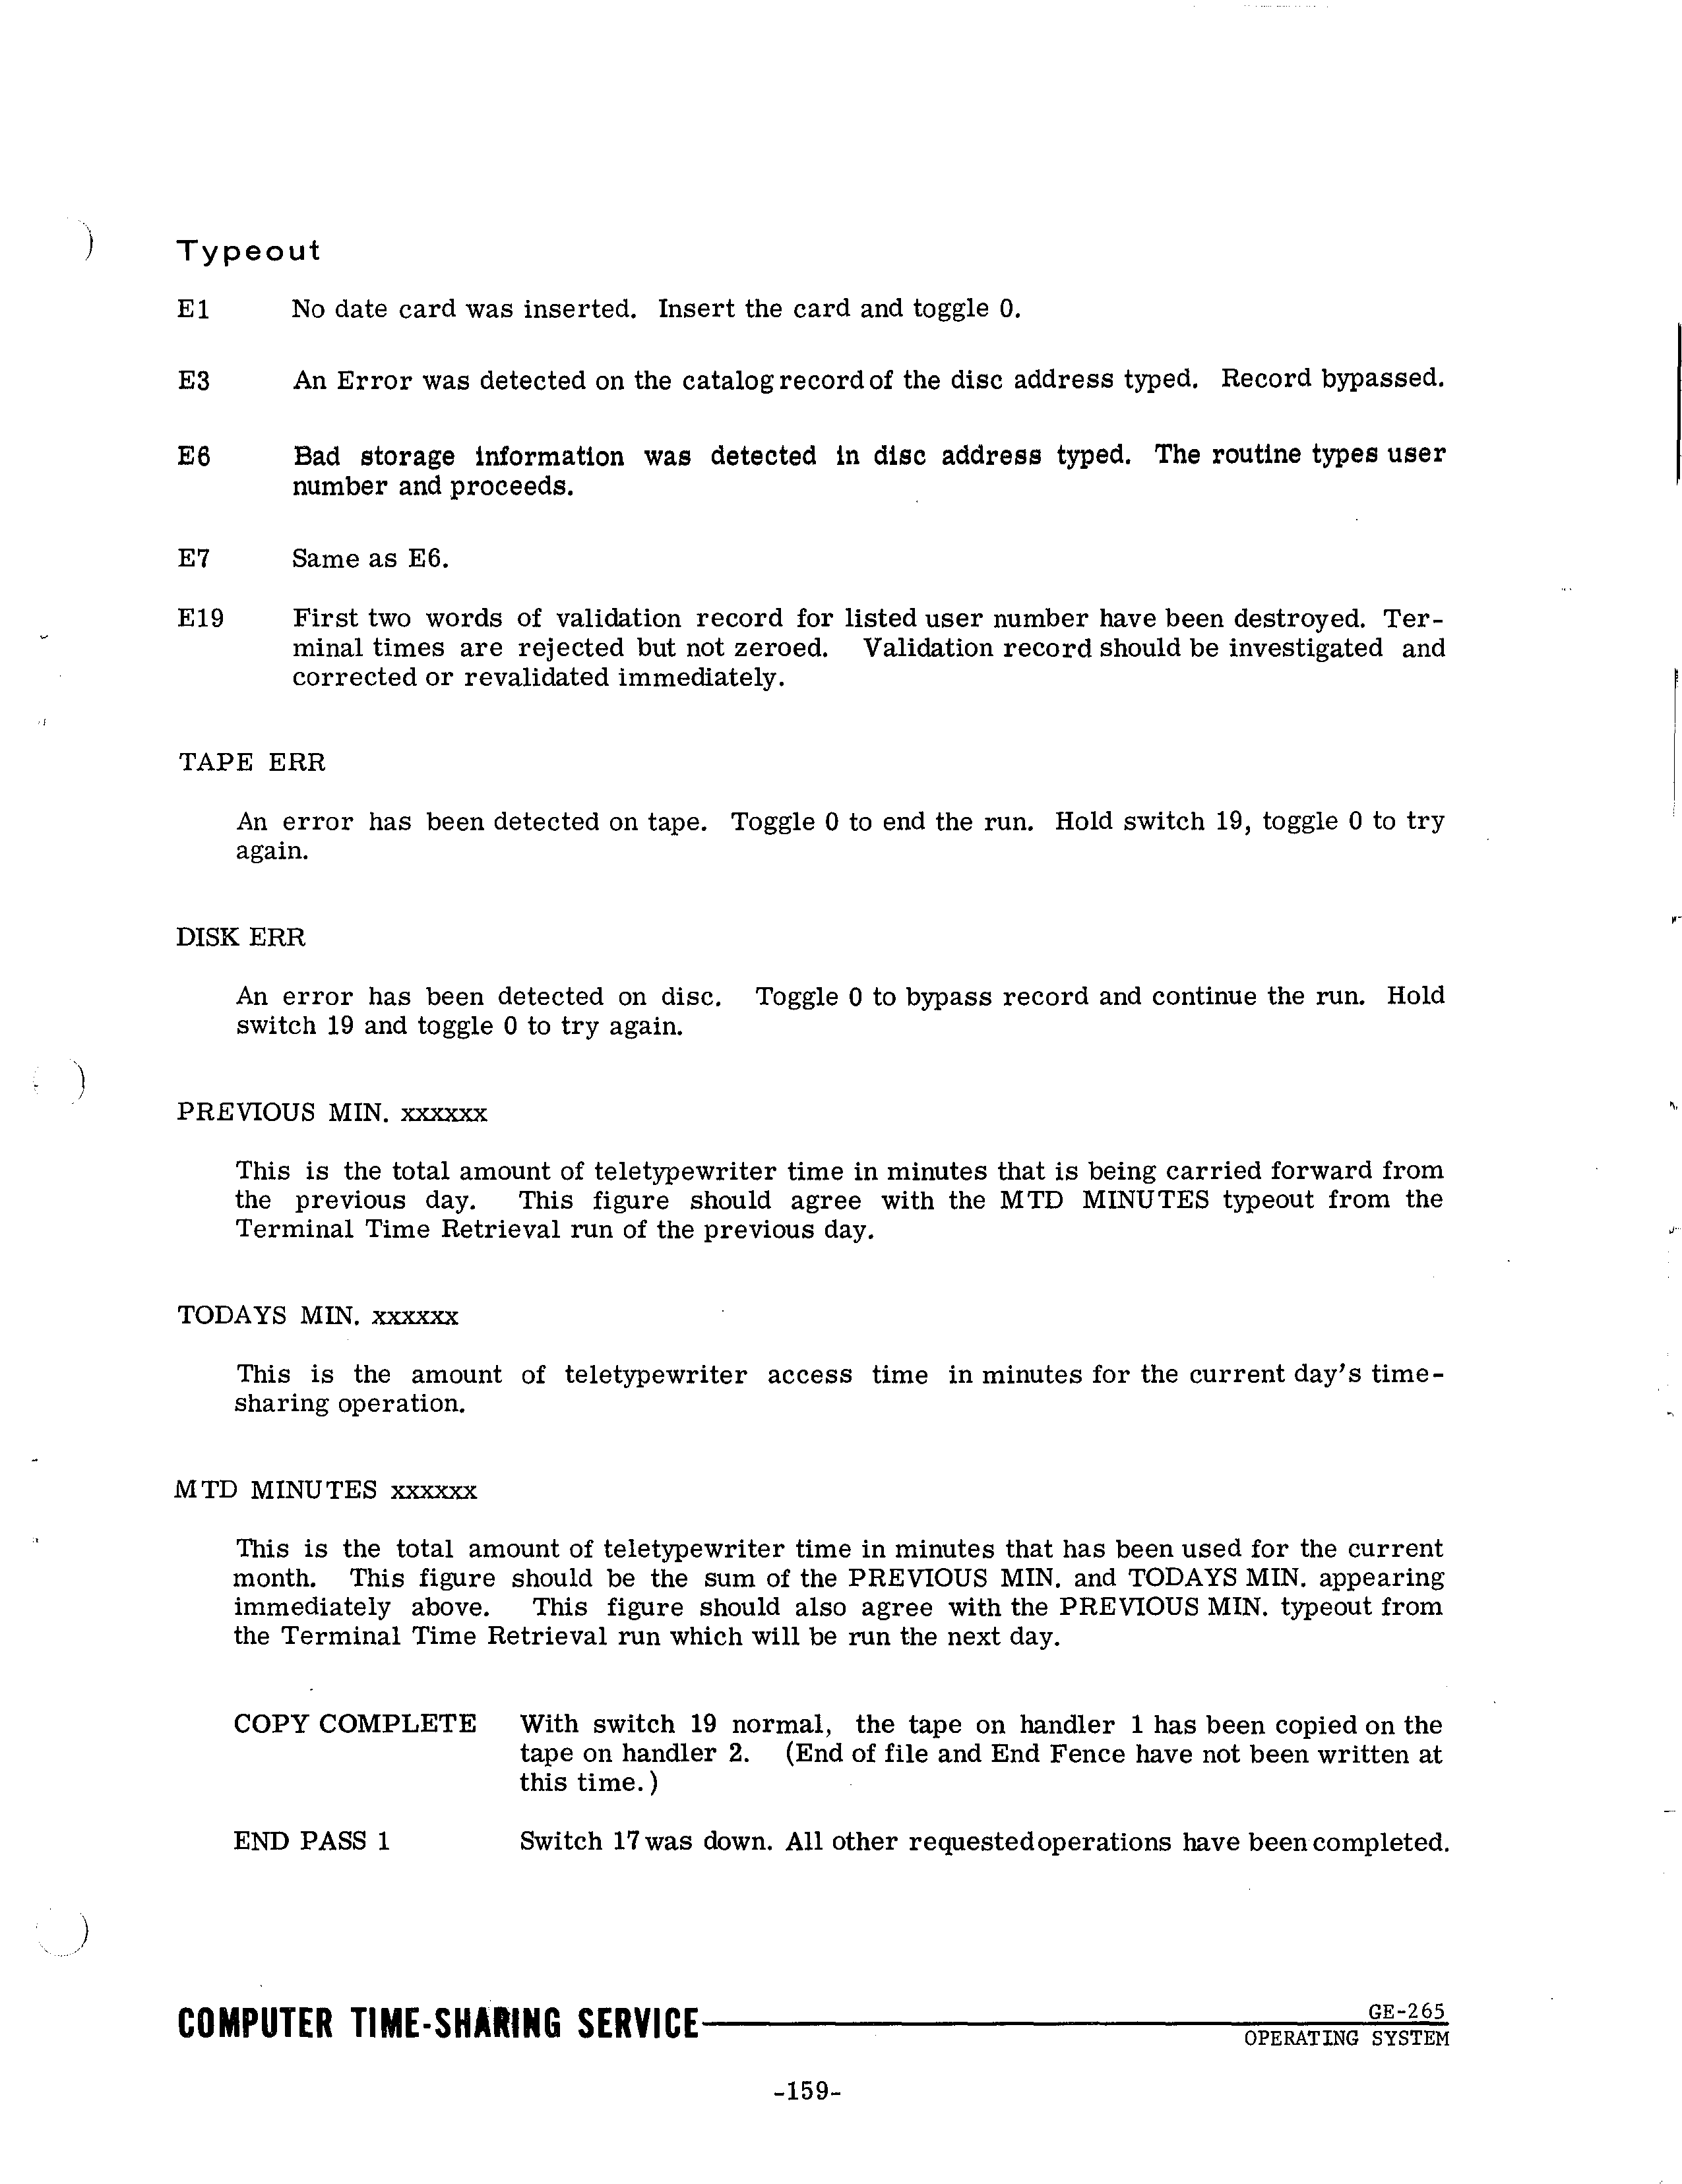 Typeout
E1 No date card was inserted. Insert the card and toggle 0.
E3 An Error was detected on the catalog record of the disc address typed. Record bypassed.
E6 Bad storage information was detected in disc address typed. The routine types user
number and proceeds.
E7 Same as E6.
E19 First two words of validation record for listed user number have been destroyed. Ter-
minal times are rejected but not zeroed. Validation record should be investigated and
corrected or revalidated immediately.
TAPE ERR
An error has been detected on tape. Toggle 0 to end the run. Hold switch 19, toggle 0 to try
again.
DISK ERR
An error has been detected on disc. Toggle 0 to bypass record and continue the run. Hold
switch 19 and toggle 0 to try again.
PREVIOUS MIN. xxxxxx
This is the total amount of teletypewriter time in minutes that is being carried forward from
the previous day. This figure should agree with the MTD MINUTES typeout from the
Terminal Time Retrieval run of the previous day.
TODAYS MIN. xxxxxx
This is the amount of teletypewriter access time in minutes for the current day's time-
sharing operation.
MTD MINUTES xxxxxx
This is the total amount of teletypewriter time in minutes that has been used for the current
month. This figure should be the sum of the PREVIOUS MIN. and TODAYS MIN. appearing
immediately above. This figure should also agree with the PREVIOUS MIN. typeout from
the Terminal Time Retrieval run which will be run the next day.
COPY COMPLETE With switch 19 normal, the tape on handler 1 has been copied on the
tape on handler 2. (End of file and End Fence have not been written at
this time.)
END PASS 1 Switch 17 was down. All other requested operations have been completed.
COMPUTER TIME-SHARING SERVICE GE-265
OPERATING SYSTEM
-159-